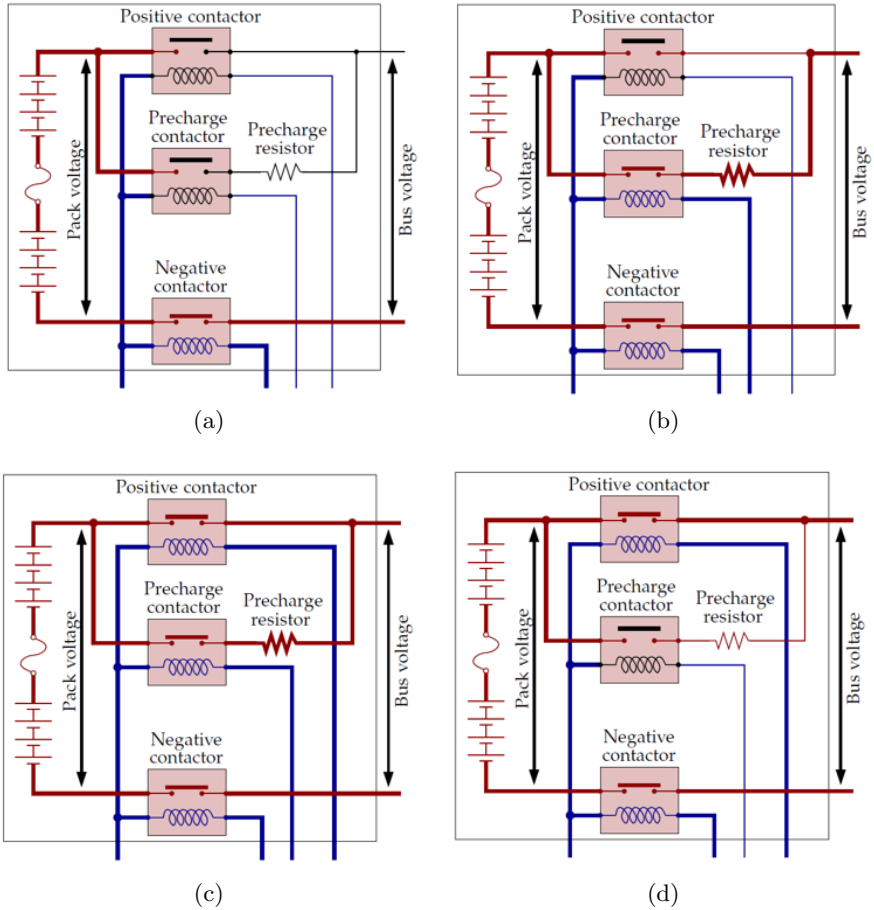 Positive contactor
Precharge
contactor
Precharge
resistor
Pack voltage
Bus voltage
Negative
contactor
(a)
Positive contactor
Precharge
contactor
Precharge
resistor
Pack voltage
Bus voltage
Negative
contactor
(b)
Positive contactor
Precharge
contactor
Precharge
resistor
Pack voltage
Bus voltage
Negative
contactor
(c)
Positive contactor
Precharge
contactor
Precharge
resistor
Pack voltage
Bus voltage
Negative
contactor
(d)